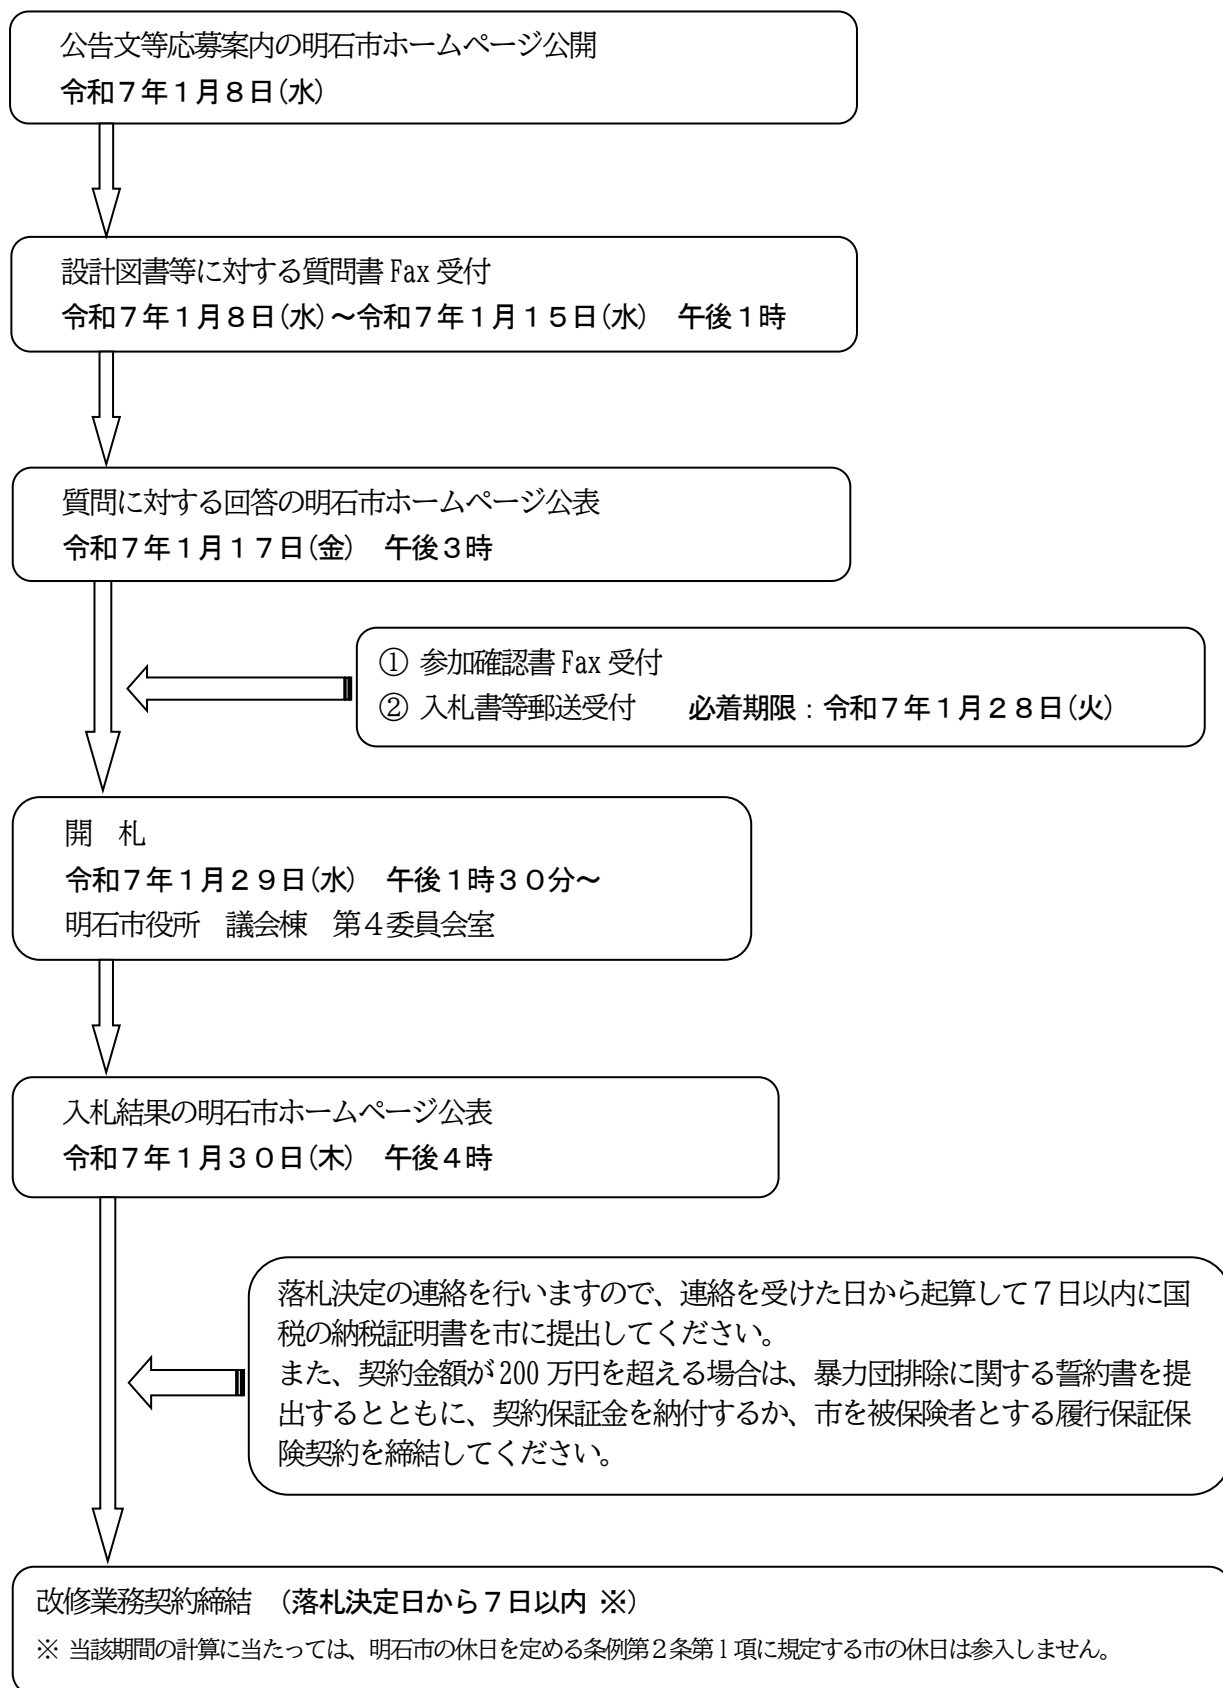 公告文等応募案内の明石市ホームページ公開
令和７年１月８日(水)
設計図書等に対する質問書 Fax 受付
令和７年１月８日(水)～令和７年１月１５日(水)　午後１時
質問に対する回答の明石市ホームページ公表
令和７年１月１７日(金)　午後３時
① 参加確認書 Fax 受付
② 入札書等郵送受付　　必着期限：令和７年１月２８日(火)
開　札
令和７年１月２９日(水)　午後１時３０分～
明石市役所　議会棟　第４委員会室
入札結果の明石市ホームページ公表
令和７年１月３０日(木)　午後４時
落札決定の連絡を行いますので、連絡を受けた日から起算して７日以内に国
税の納税証明書を市に提出してください。
また、契約金額が 200 万円を超える場合は、暴力団排除に関する誓約書を提
出するとともに、契約保証金を納付するか、市を被保険者とする履行保証保
険契約を締結してください。
改修業務契約締結　（落札決定日から７日以内 ※）
※ 当該期間の計算に当たっては、明石市の休日を定める条例第２条第１項に規定する市の休日は参入しません。